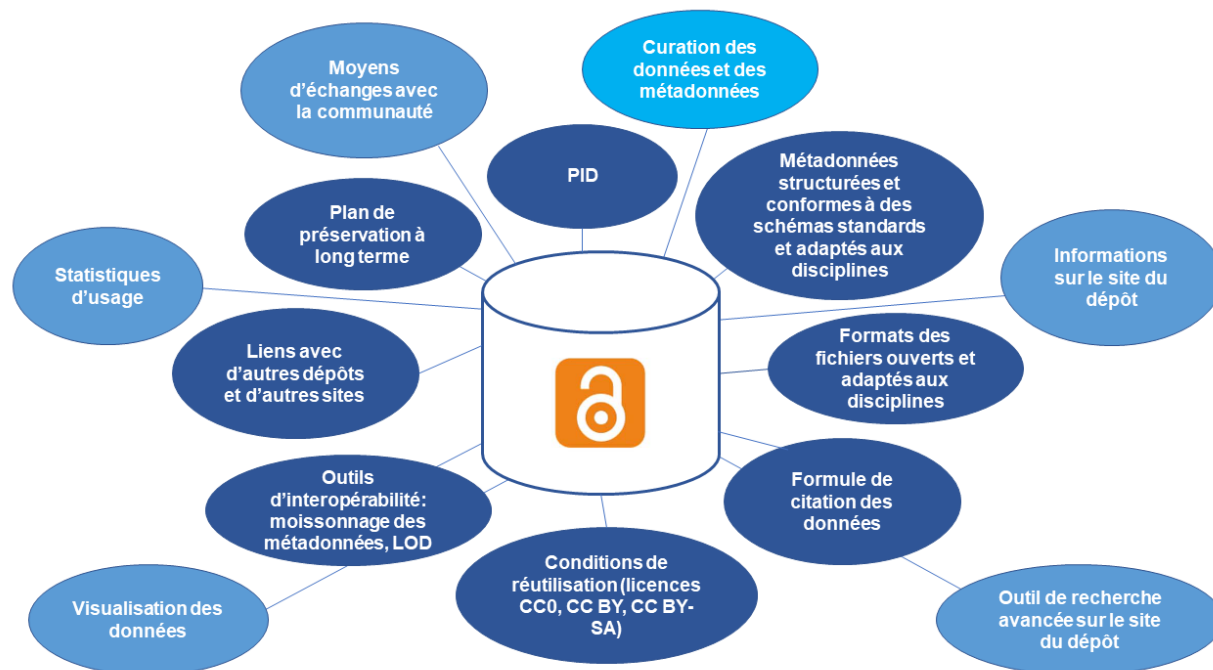 Moyens
d'échanges avec
la communauté
Curation des
données et des
métadonnées
PID
Métadonnées
structurées et
conformes à des
schémas standards
et adaptés aux
disciplines
Plan de
préservation à
long terme
Statistiques
d'usage
Informations
sur le site du
dépôt
Liens avec
d'autres dépôts
et d'autres sites
Formats des
fichiers ouverts et
adaptés aux
disciplines
Outils
d'interopérabilité:
moissonnage des
métadonnées, LOD
Formule de
citation des
données
Conditions de
réutilisation (licences
CC0, CC BY, CC BY-
SA)
Visualisation des
données
Outil de recherche
avancée sur le site
du dépôt